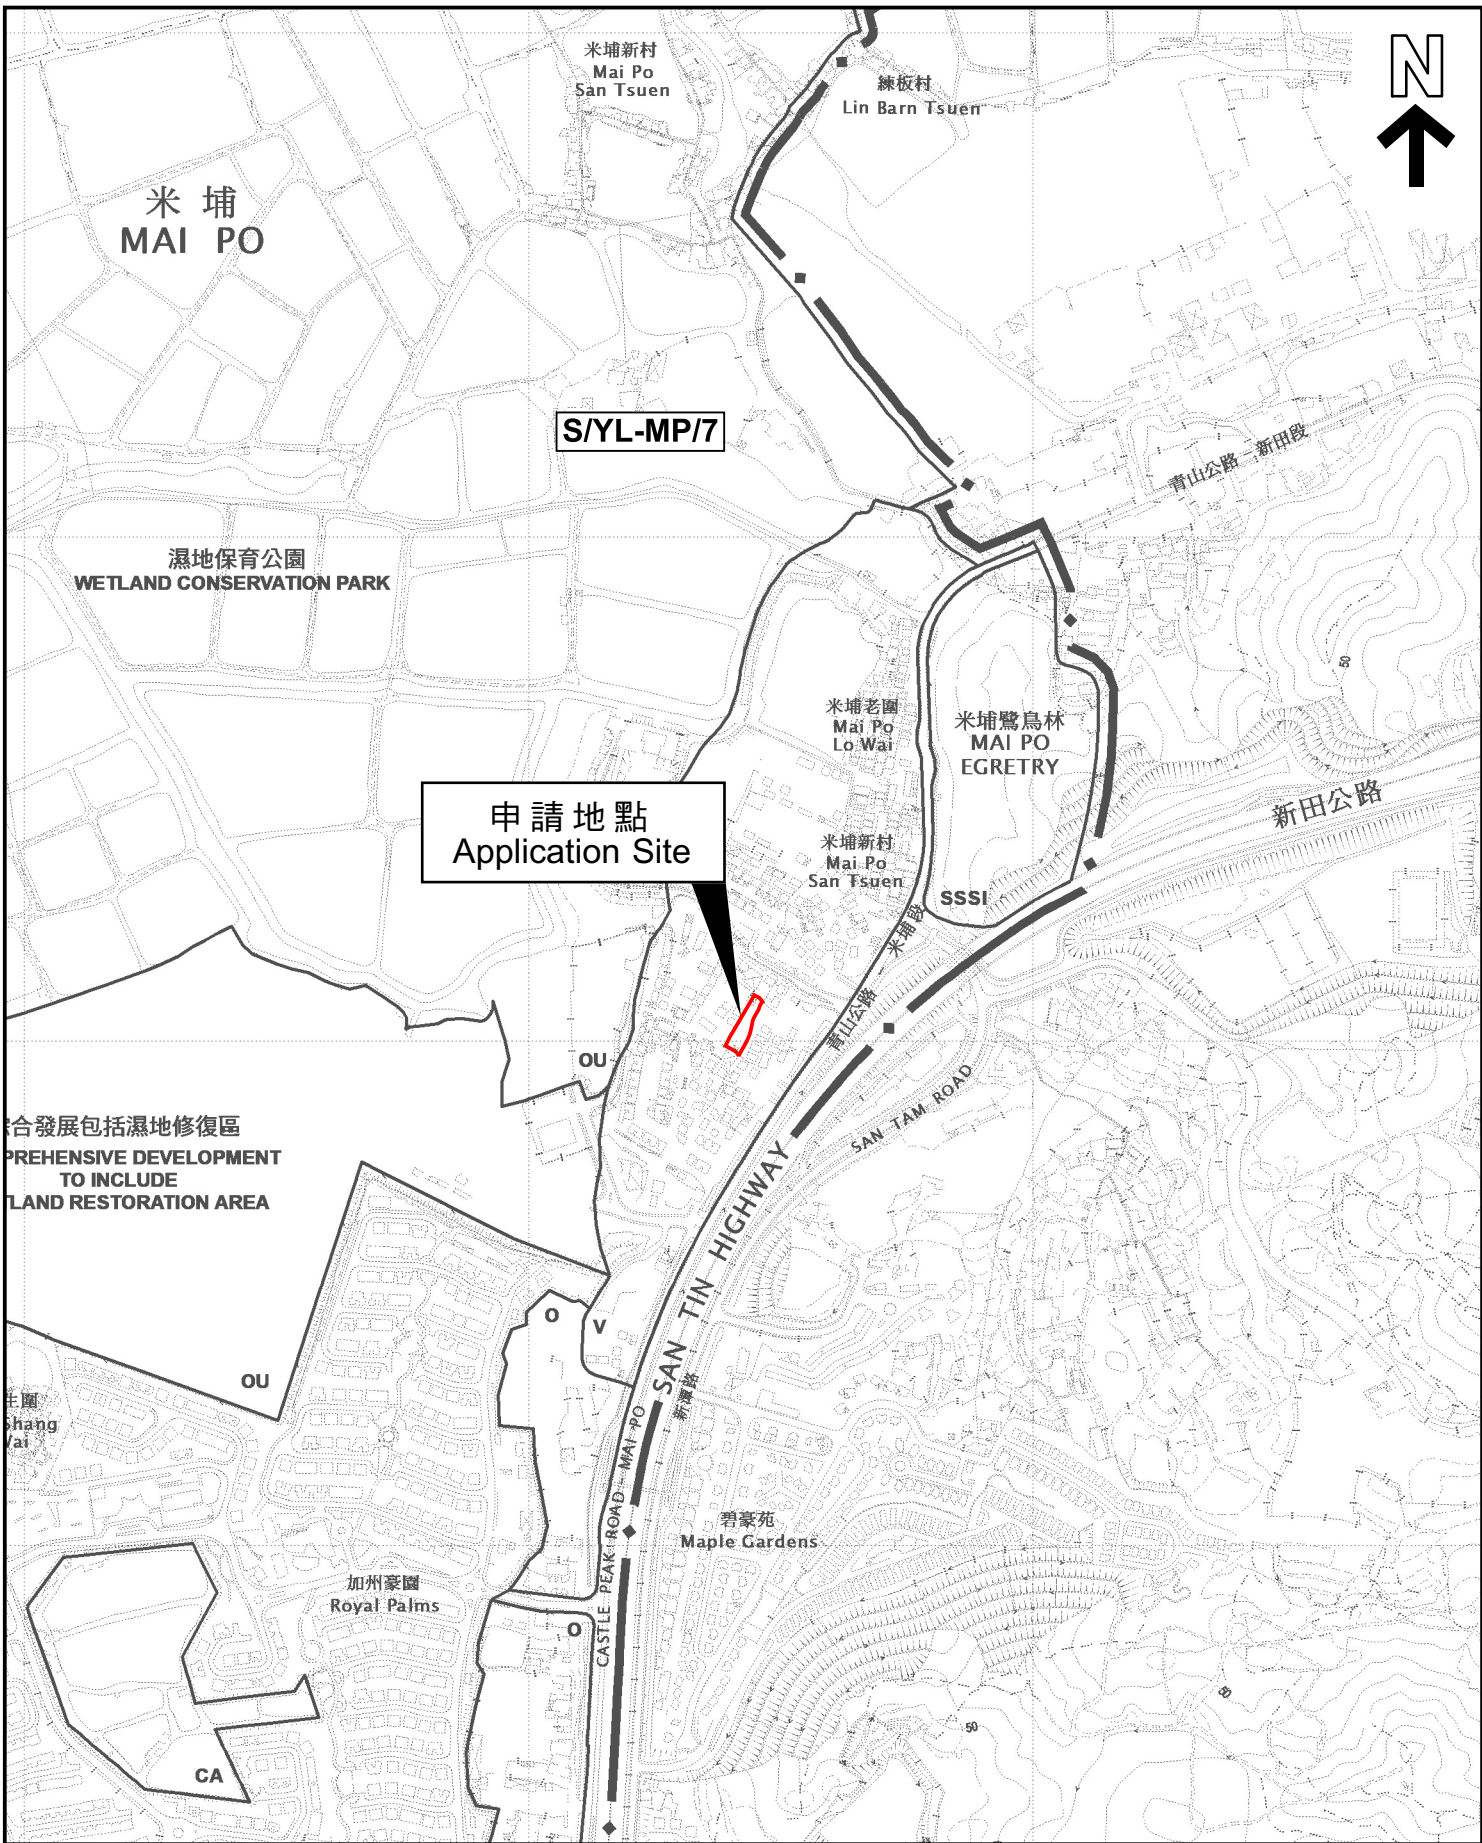 米埔新村
Mai Po
San Tsuen
練板村
Lin Barn Tsuen
N
米 埔
MAI PO
S/YL-MP/7
青山公路 - 新田段
濕地保育公園
WETLAND CONSERVATION PARK
50
米埔老圍
Mai Po
Lo Wai
米埔鷺鳥林
MAI PO
EGRETRY
新田公路
申請地點
Application Site
米埔新村
Mai Po
San Tsuen
SSSI
青山公路 - 米埔段
OU
SAN TAM ROAD
合發展包括濕地修復區
PREHENSIVE DEVELOPMENT
TO INCLUDE
TLAND RESTORATION AREA
SAN TIN HIGHWAY
O
V
OU
生圍
Shang
Wai
新潭路
CASTLE PEAK ROAD - MAI PO
碧豪苑
Maple Gardens
加州豪園
Royal Palms
O
50
50
CA